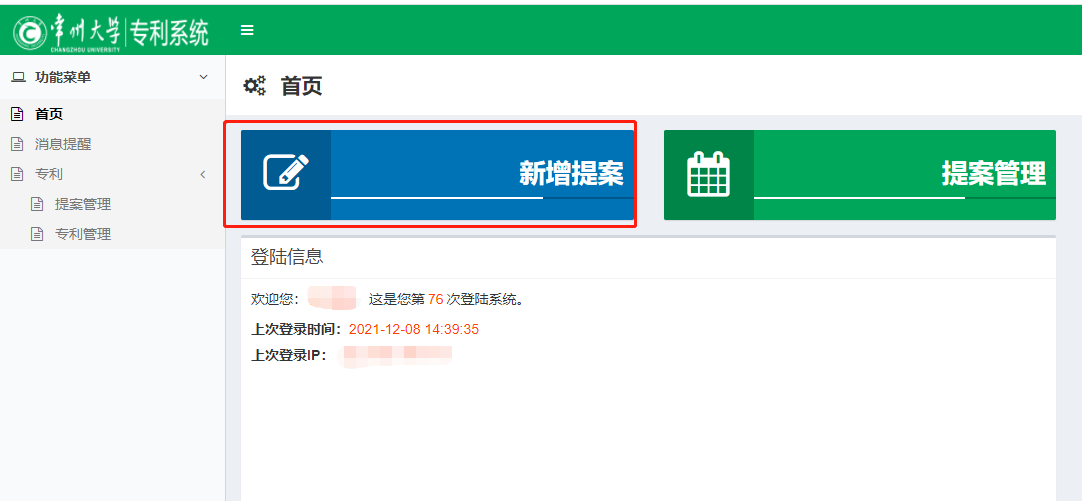 常州大学 专利系统
CHANGZHOU UNIVERSITY
功能菜单
首页
消息提醒
专利
提案管理
专利管理
首页
新增提案
提案管理
登陆信息
欢迎您： 这是您第 76 次登陆系统。
上次登录时间：2021-12-08 14:39:35
上次登录IP：